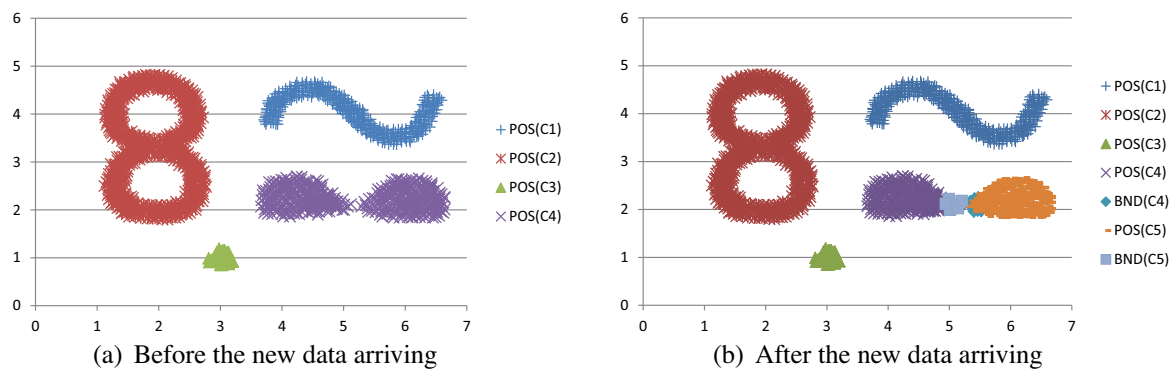 6
5
4
3
2
1
0
0 1 2 3 4 5 6 7
POS(C1)
POS(C2)
POS(C3)
POS(C4)
(a) Before the new data arriving
6
5
4
3
2
1
0
0 1 2 3 4 5 6 7
POS(C1)
POS(C2)
POS(C3)
POS(C4)
BND(C4)
POS(C5)
BND(C5)
(b) After the new data arriving